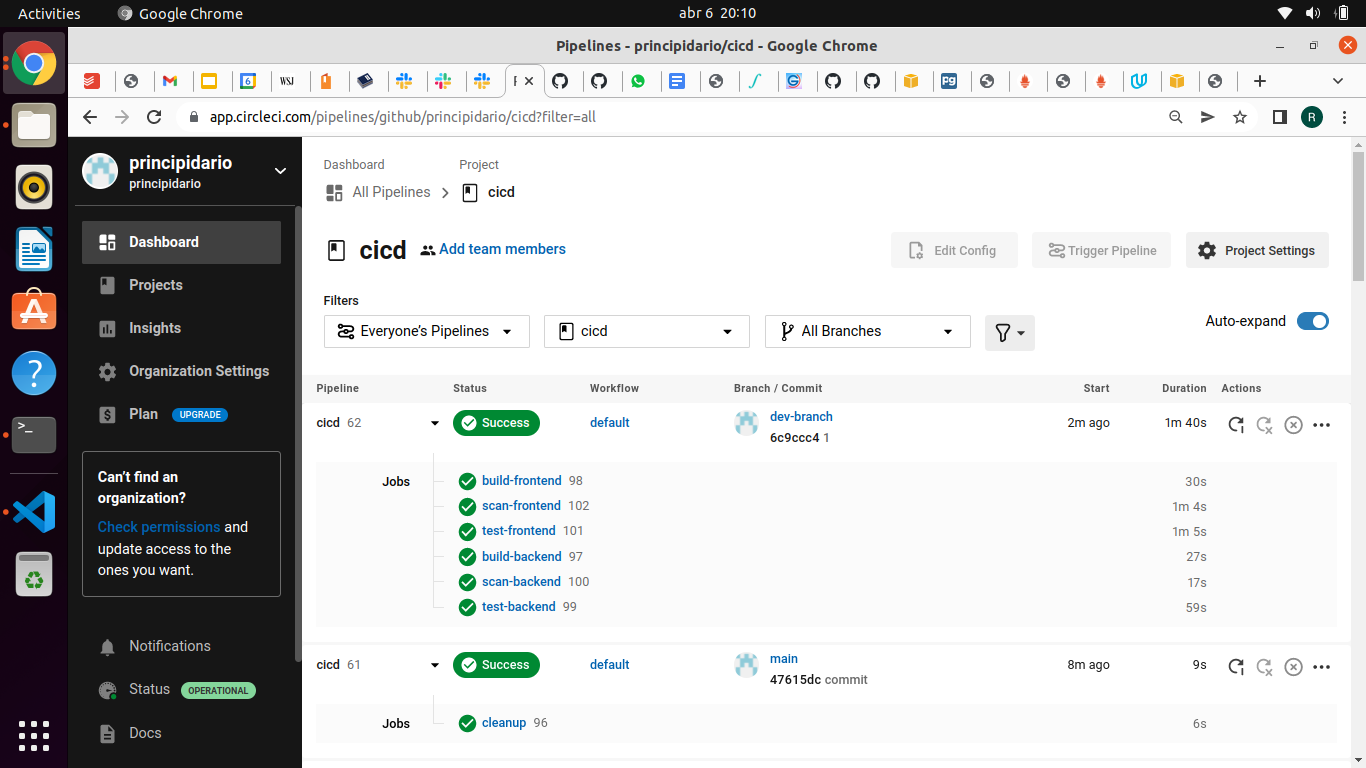 Activities
Google Chrome
abr 6 20:10
Pipelines - principidario/cicd - Google Chrome
6
WSJ
app.circleci.com/pipelines/github/principidario/cicd?filter=all
R
principidario
principidario
Dashboard
Projects
Insights
Organization Settings
Plan UPGRADE
Can't find an
organization?
Check permissions and
update access to the
ones you want.
Notifications
Status OPERATIONAL
Docs
Dashboard Project
All Pipelines cicd
cicd Add team members
Edit Config Trigger Pipeline Project Settings
Filters
Everyone's Pipelines cicd All Branches
Auto-expand
Pipeline Status Workflow Branch / Commit Start Duration Actions
cicd 62 Success default dev-branch 2m ago 1m 40s
6c9ccc4 1
Jobs build-frontend 98 30s
scan-frontend 102 1m 4s
test-frontend 101 1m 5s
build-backend 97 27s
scan-backend 100 17s
test-backend 99 59s
cicd 61 Success default main 8m ago 9s
47615dc commit
Jobs cleanup 96 6s